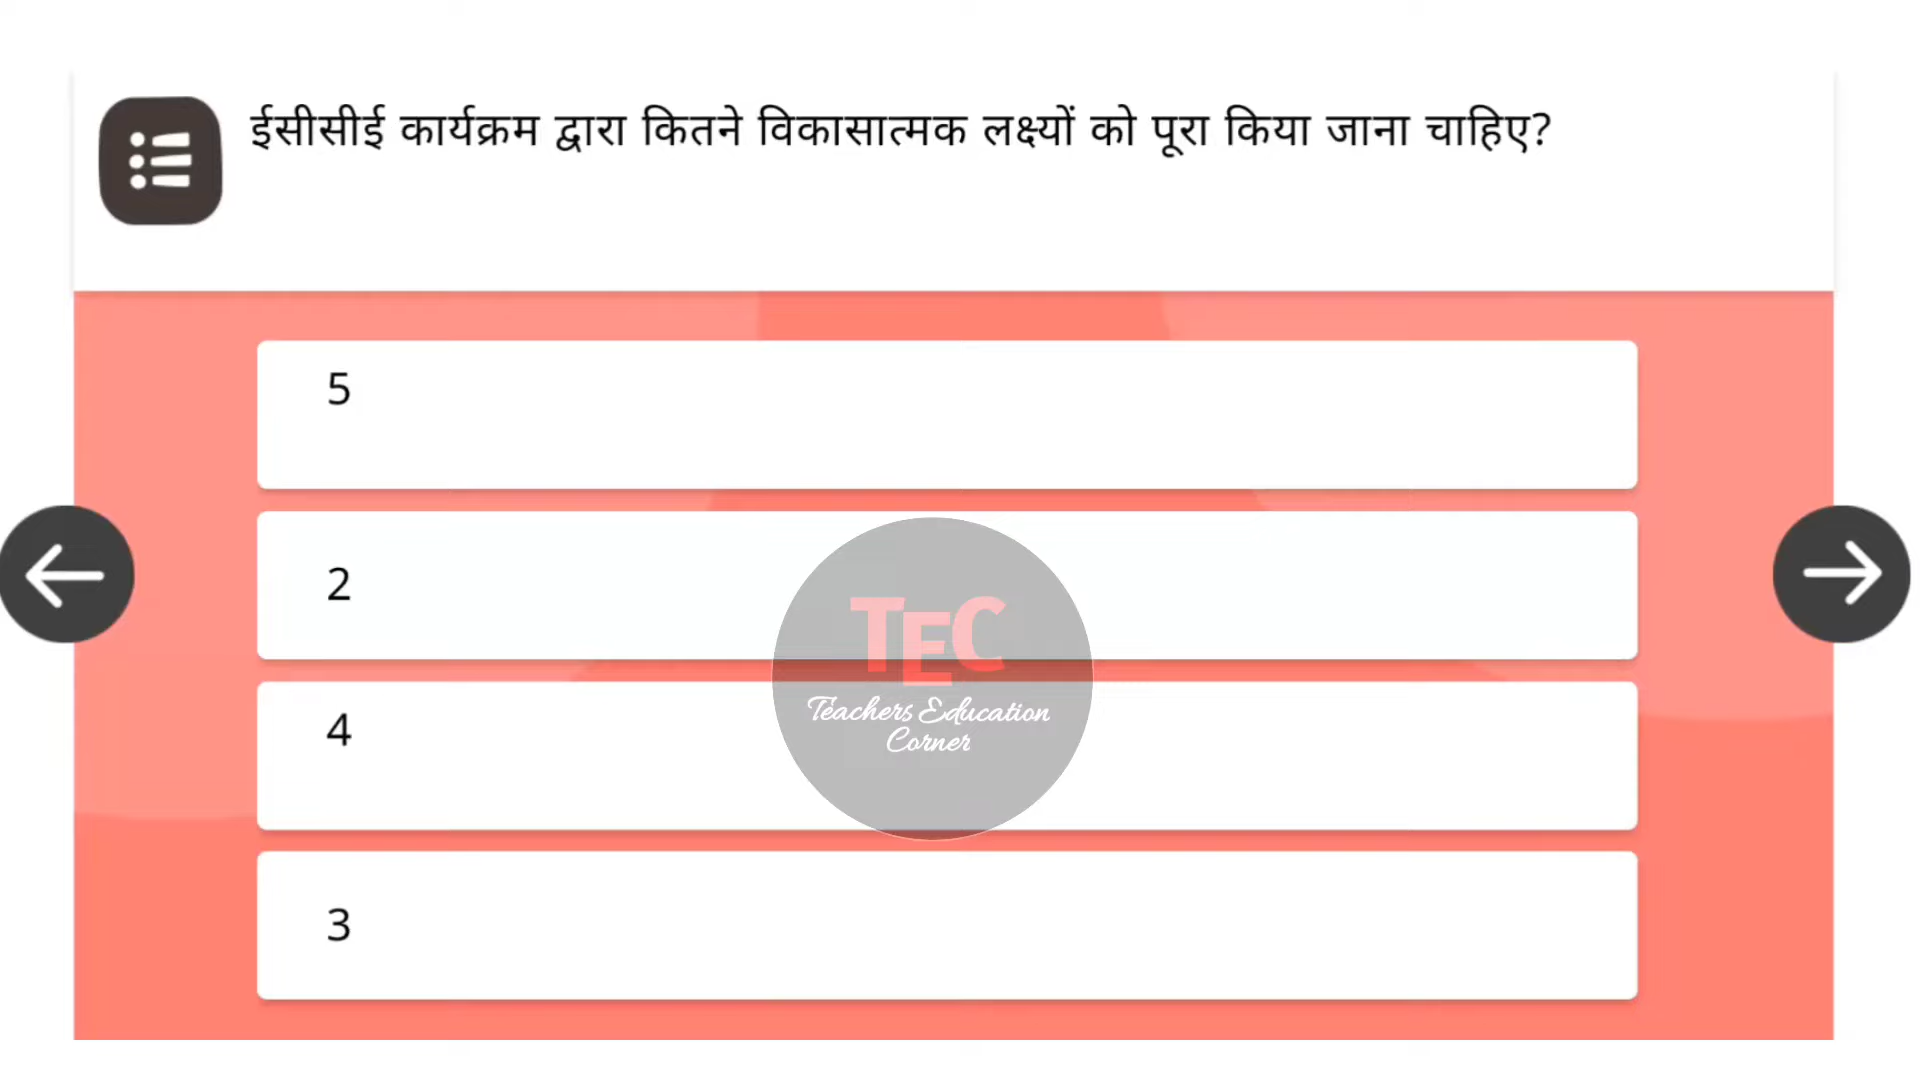 ईसीसीई कार्यक्रम द्वारा कितने विकासात्मक लक्ष्यों को पूरा किया जाना चाहिए?
5
2
TEC
4
Teachers Education
Corner
3